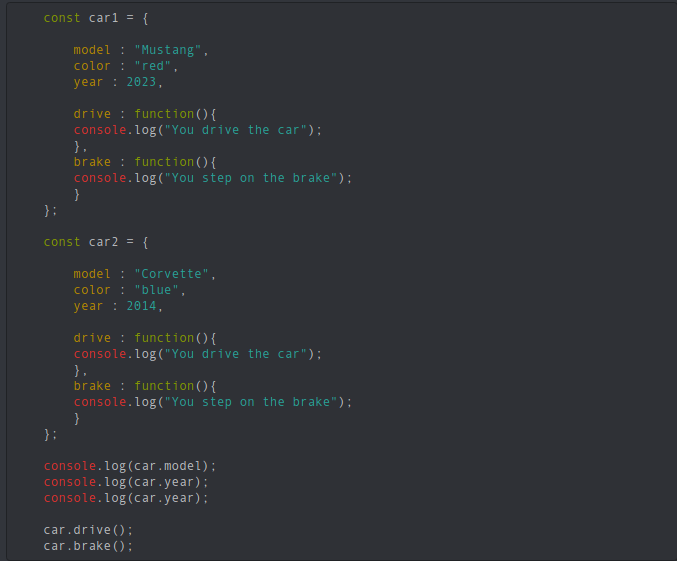 const car1 = {
model : "Mustang",
color : "red",
year : 2023,
drive : function(){
console.log("You drive the car");
},
brake : function(){
console.log("You step on the brake");
}
};
const car2 = {
model : "Corvette",
color : "blue",
year : 2014,
drive : function(){
console.log("You drive the car");
},
brake : function(){
console.log("You step on the brake");
}
};
console.log(car.model);
console.log(car.year);
console.log(car.year);
car.drive();
car.brake();